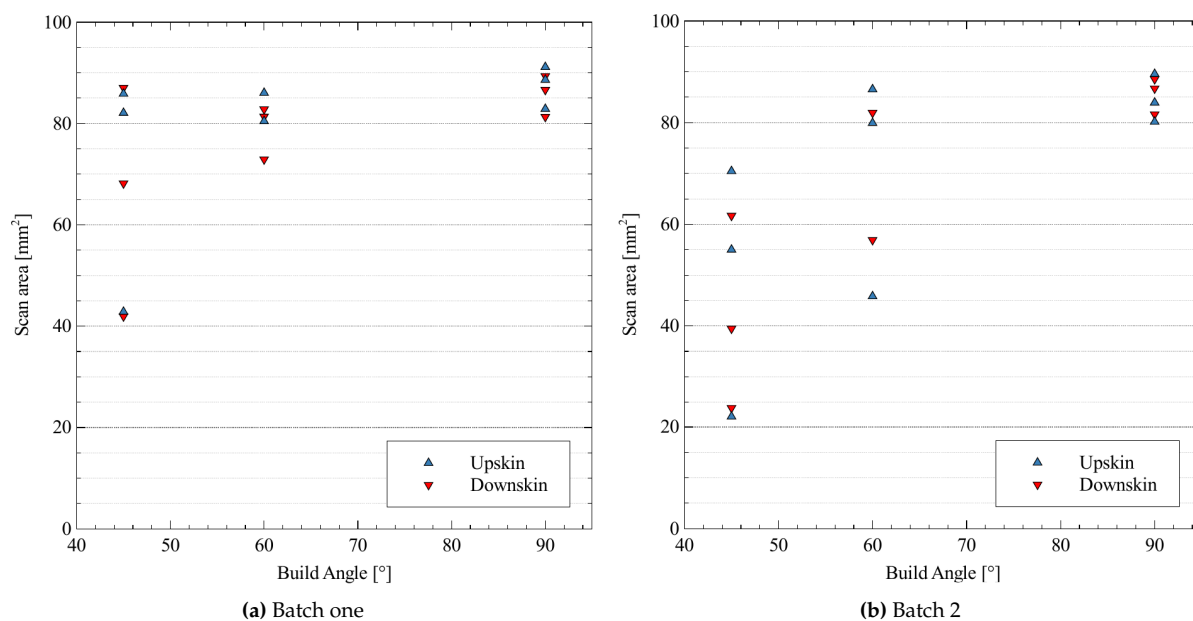 100
80
60
40
20
0
Scan area [mm²]
40 50 60 70 80 90
Build Angle [°]
Upskin
Downskin
(a) Batch one
100
80
60
40
20
0
Scan area [mm²]
40 50 60 70 80 90
Build Angle [°]
Upskin
Downskin
(b) Batch 2